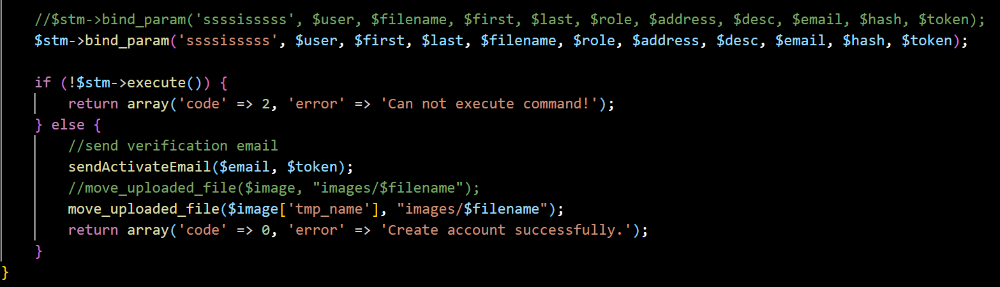 //$stm->bind_param('ssssisssss', $user, $filename, $first, $last, $role, $address, $desc, $email, $hash, $token);
$stm->bind_param('ssssisssss', $user, $first, $last, $filename, $role, $address, $desc, $email, $hash, $token);
if (!$stm->execute()) {
return array('code' => 2, 'error' => 'Can not execute command!');
} else {
//send verification email
sendActivateEmail($email, $token);
//move_uploaded_file($image, "images/$filename");
move_uploaded_file($image['tmp_name'], "images/$filename");
return array('code' => 0, 'error' => 'Create account successfully.');
}
}